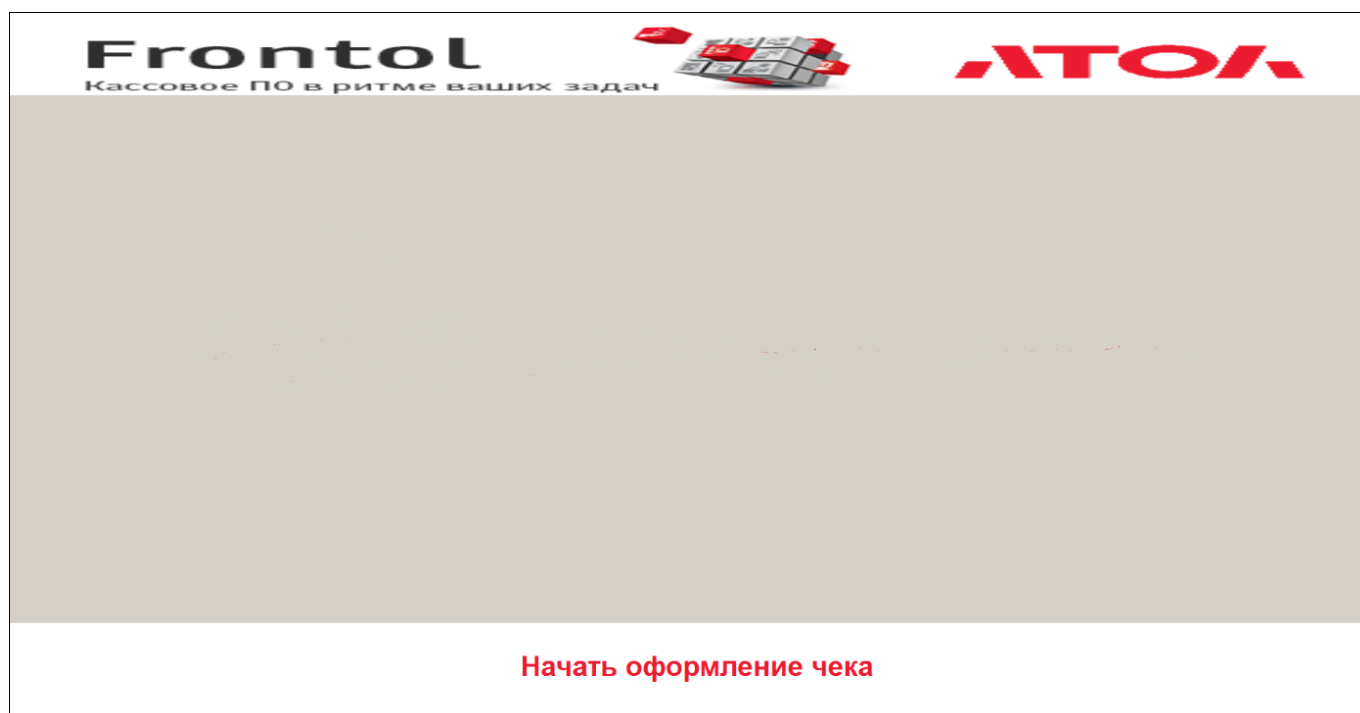 Frontol
Кассовое ПО в ритме ваших задач
АТОЛ
Начать оформление чека